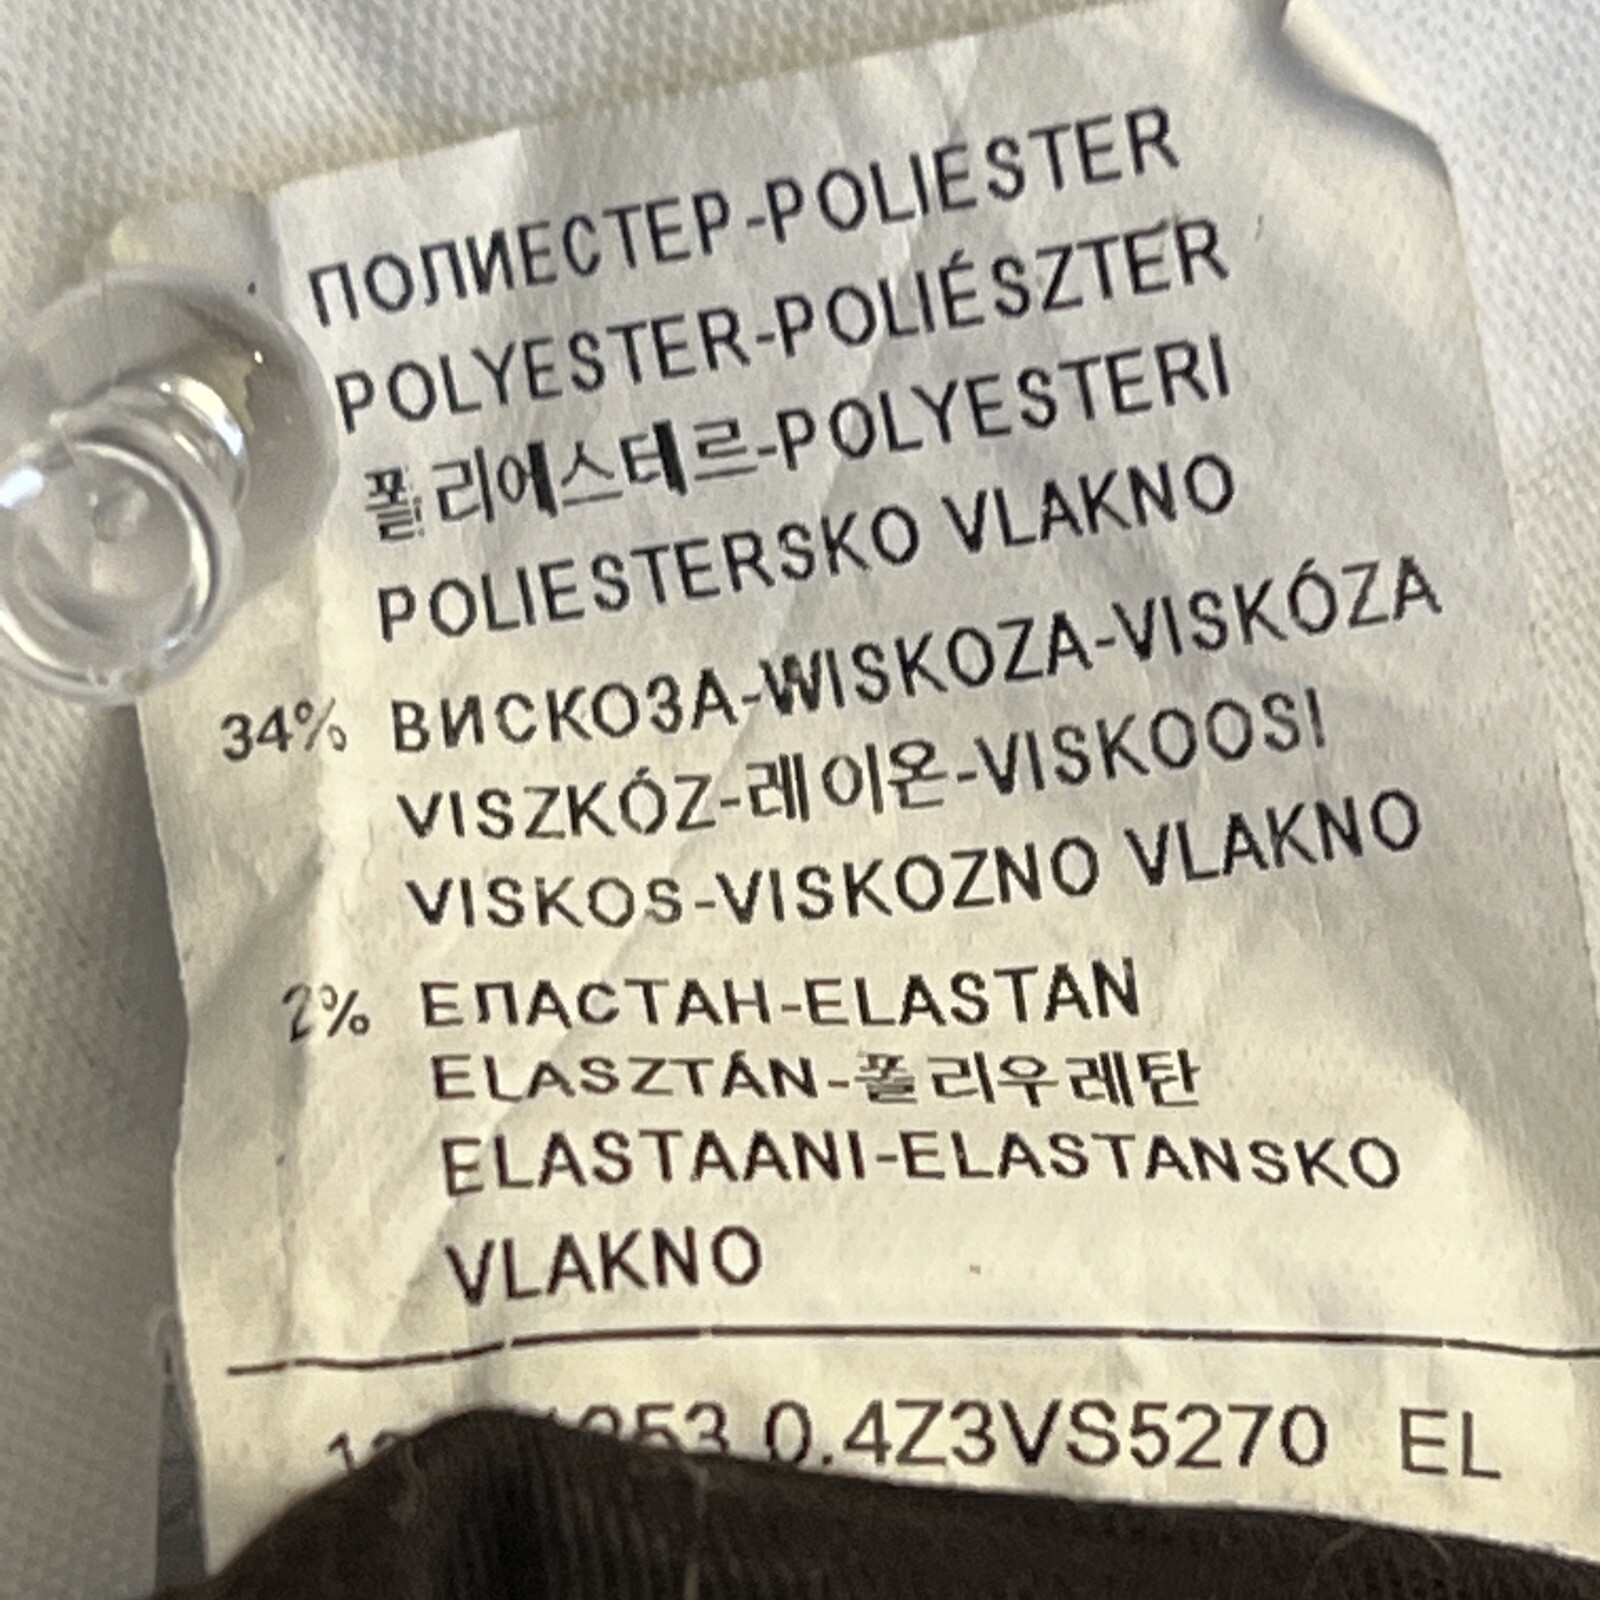 ПОЛИЕСТЕР-POLIESTER
POLYESTER-POLIÉSZTER
폴리에스테르-POLYESTERI
POLIESTERSKO VLAKNO
34% ВИСКОЗА-WISKOZA-VISKÓZA
VISZKÓZ-레이온-VISKOOSI
VISKOS-VISKOZNO VLAKNO
2% ЕПАСТАН-ELASTAN
ELASZTÁN-폴리우레탄
ELASTAANI-ELASTANSKO
VLAKNO
0.4Z3VS5270 EL